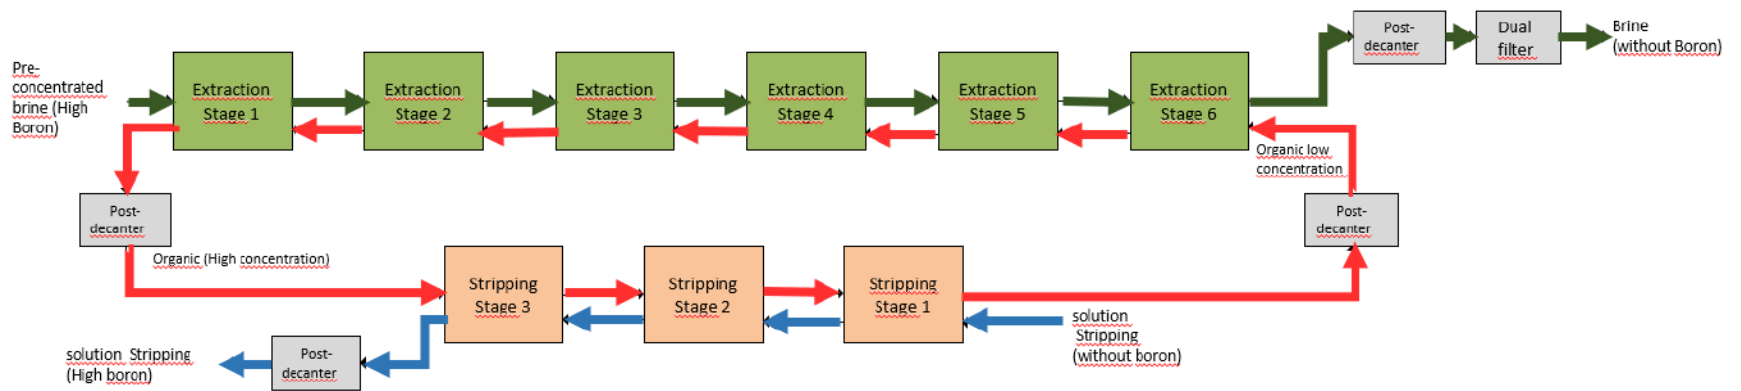 Pre-
concentrated
brine (High
Boron)
Extraction
Stage 1
Extraction
Stage 2
Extraction
Stage 3
Extraction
Stage 4
Extraction
Stage 5
Extraction
Stage 6
Post-
decanter
Dual
filter
Brine
(without Boron)
Organic low
concentration
Post-
decanter
Post-
decanter
Organic (High concentration)
Stripping
Stage 3
Stripping
Stage 2
Stripping
Stage 1
solution
Stripping
(without boron)
solution Stripping
(High boron)
Post-
decanter